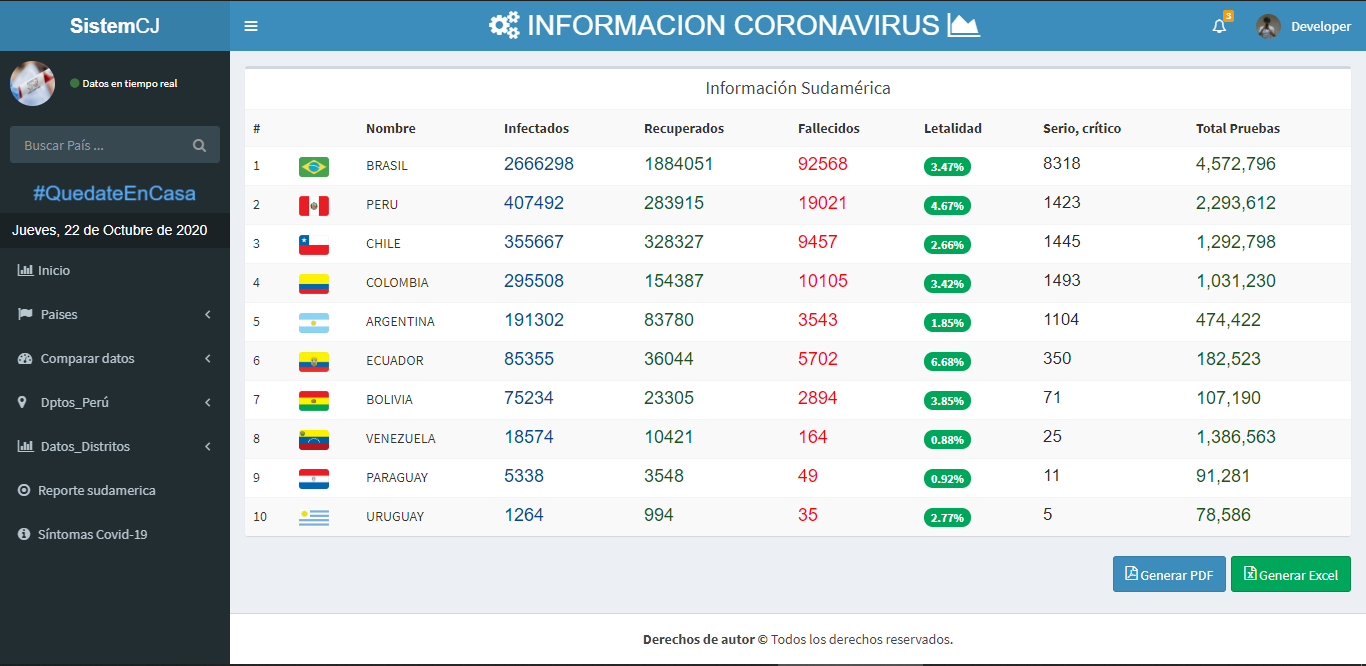 SistemCJ
INFORMACION CORONAVIRUS
3
Developer
Datos en tiempo real
Buscar País ...
#QuedateEnCasa
Jueves, 22 de Octubre de 2020
Inicio
Paises
Comparar datos
Dptos_Perú
Datos_Distritos
Reporte sudamerica
Síntomas Covid-19
Información Sudamérica
# Nombre Infectados Recuperados Fallecidos Letalidad Serio, crítico Total Pruebas
1 BRASIL 2666298 1884051 92568 3.47% 8318 4,572,796
2 PERU 407492 283915 19021 4.67% 1423 2,293,612
3 CHILE 355667 328327 9457 2.66% 1445 1,292,798
4 COLOMBIA 295508 154387 10105 3.42% 1493 1,031,230
5 ARGENTINA 191302 83780 3543 1.85% 1104 474,422
6 ECUADOR 85355 36044 5702 6.68% 350 182,523
7 BOLIVIA 75234 23305 2894 3.85% 71 107,190
8 VENEZUELA 18574 10421 164 0.88% 25 1,386,563
9 PARAGUAY 5338 3548 49 0.92% 11 91,281
10 URUGUAY 1264 994 35 2.77% 5 78,586
Generar PDF
Generar Excel
Derechos de autor © Todos los derechos reservados.